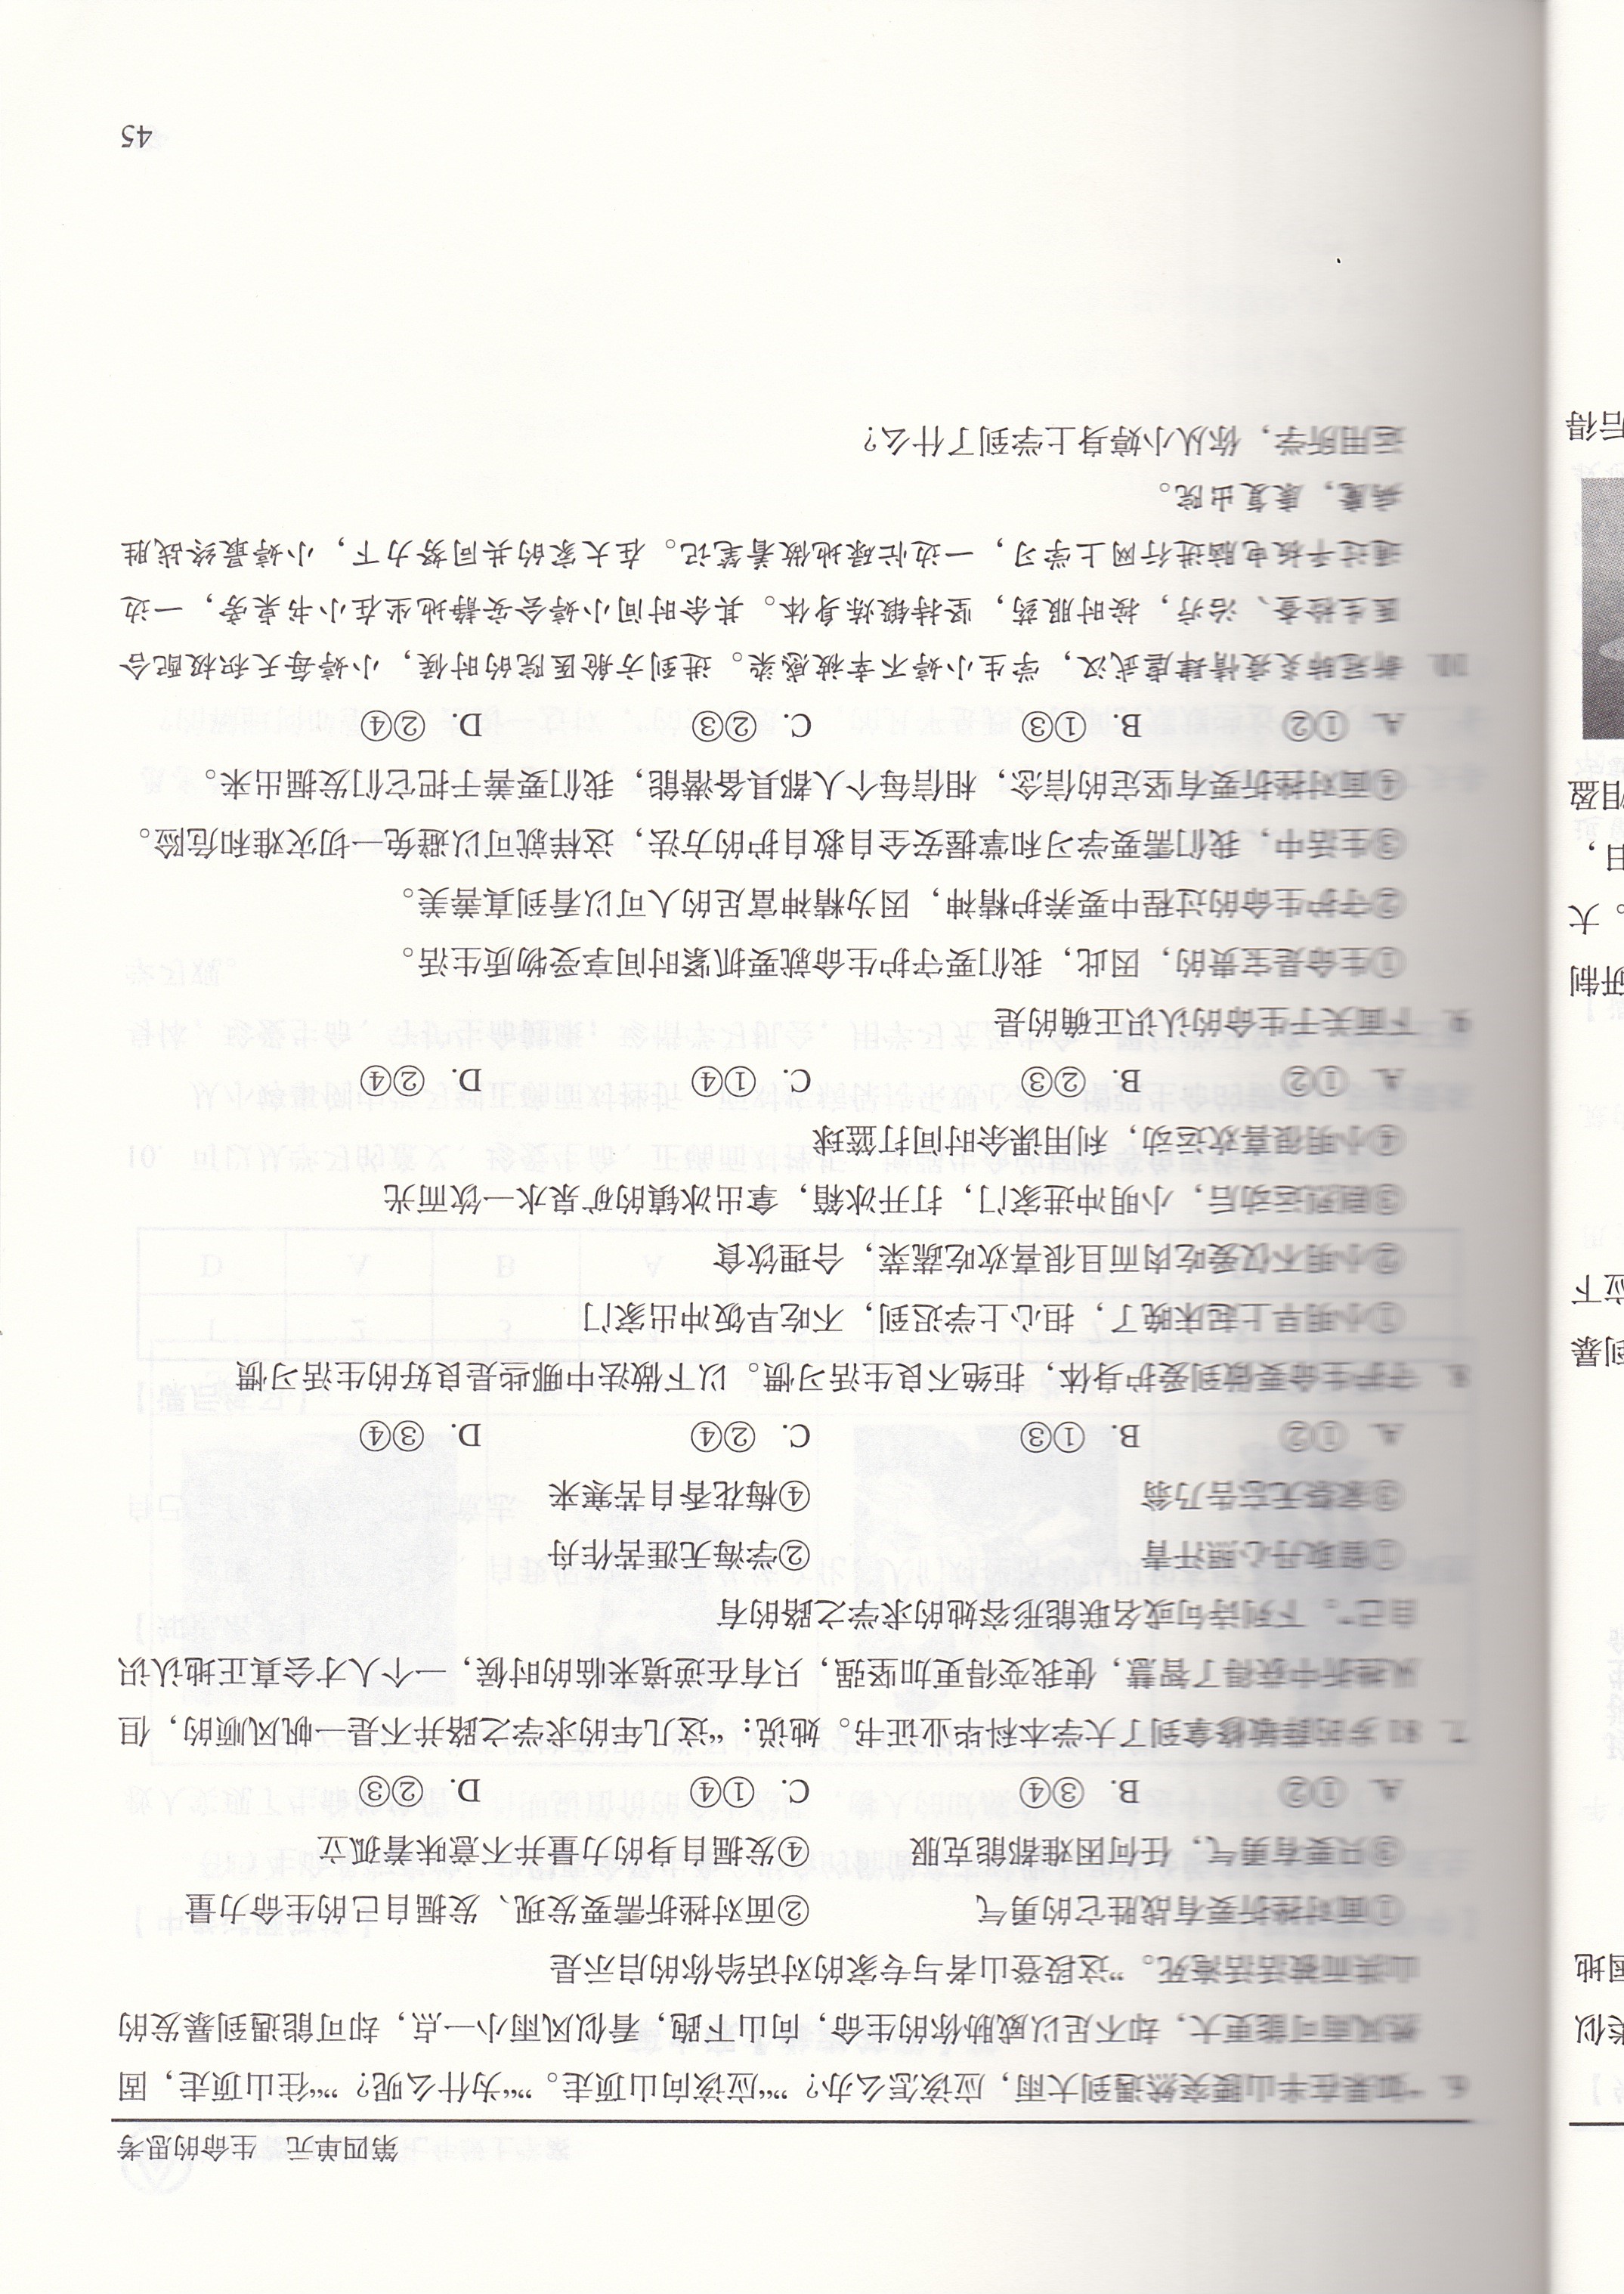 第四单元　生命的思考
6. “如果在半山腰突然遇到大雨，应该怎么办？”“应该向山顶走。”“为什么呢？”“往山顶走，固
然风雨可能更大，却不足以威胁你的生命，向山下跑，看似风雨小一点，却可能遇到暴发的
山洪而被活活淹死。”这段登山者与专家的对话给你的启示是
①面对挫折要有战胜它的勇气　②面对挫折需要发现、发掘自己的生命力量
③只要有勇气，任何困难都能克服　④发掘自身的力量并不意味着孤立
A. ①②　B. ③④　C. ①④　D. ②③
7. 81岁的薛敏修拿到了大学本科毕业证书。她说：“这几年的求学之路并不是一帆风顺的，但
从挫折中获得了智慧，使我变得更加坚强，只有在逆境来临的时候，一个人才会真正地认识
自己”。下列诗句或名联能形容她的求学之路的有
①留取丹心照汗青　②学海无涯苦作舟
③家祭无忘告乃翁　④梅花香自苦寒来
A. ①②　B. ①③　C. ②④　D. ③④
8. 守护生命要做到爱护身体，拒绝不良生活习惯。以下做法中哪些是良好的生活习惯
①小明早上起床晚了，担心上学迟到，不吃早饭冲出家门
②小明不仅爱吃肉而且很喜欢吃蔬菜，合理饮食
③剧烈运动后，小明冲进家门，打开冰箱，拿出冰镇的矿泉水一饮而光
④小明很喜欢运动，利用课余时间打篮球
A. ①②　B. ②③　C. ①④　D. ②④
9. 下面关于生命的认识正确的是
①生命是宝贵的，因此，我们要守护生命就要抓紧时间享受物质生活。
②守护生命的过程中要养护精神，因为精神富足的人可以看到真善美。
③生活中，我们需要学习和掌握安全自救自护的方法，这样就可以避免一切灾难和危险。
④面对挫折要有坚定的信念，相信每个人都具备潜能，我们要善于把它们发掘出来。
A. ①②　B. ①③　C. ②③　D. ②④
10. 新冠肺炎疫情肆虐武汉，学生小婷不幸被感染。进到方舱医院的时候，小婷每天积极配合
医生检查、治疗，按时服药，坚持锻炼身体。其余时间小婷会安静地坐在小书桌旁，一边
通过手机电脑进行网上学习，一边忙碌地做着笔记。在大家的共同努力下，小婷最终战胜
病魔，康复出院。
运用所学，你从小婷身上学到了什么？
45